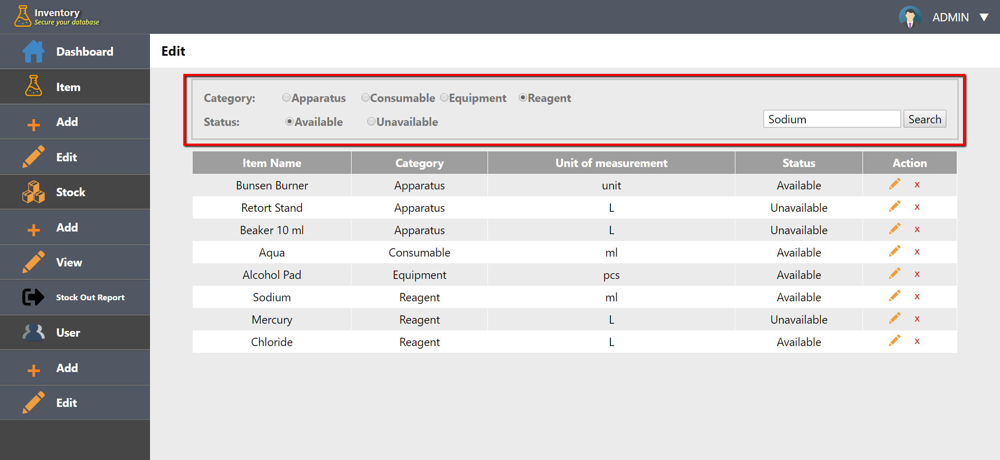 Inventory
Secure your database
ADMIN ▼
Dashboard
Item
Add
Edit
Stock
Add
View
Stock Out Report
User
Add
Edit
Edit
Category: Apparatus Consumable Equipment Reagent
Status: Available Unavailable
Sodium Search
Item Name Category Unit of measurement Status Action
Bunsen Burner Apparatus unit Available x
Retort Stand Apparatus L Unavailable x
Beaker 10 ml Apparatus L Unavailable x
Aqua Consumable ml Available x
Alcohol Pad Equipment pcs Available x
Sodium Reagent ml Available x
Mercury Reagent L Unavailable x
Chloride Reagent L Available x